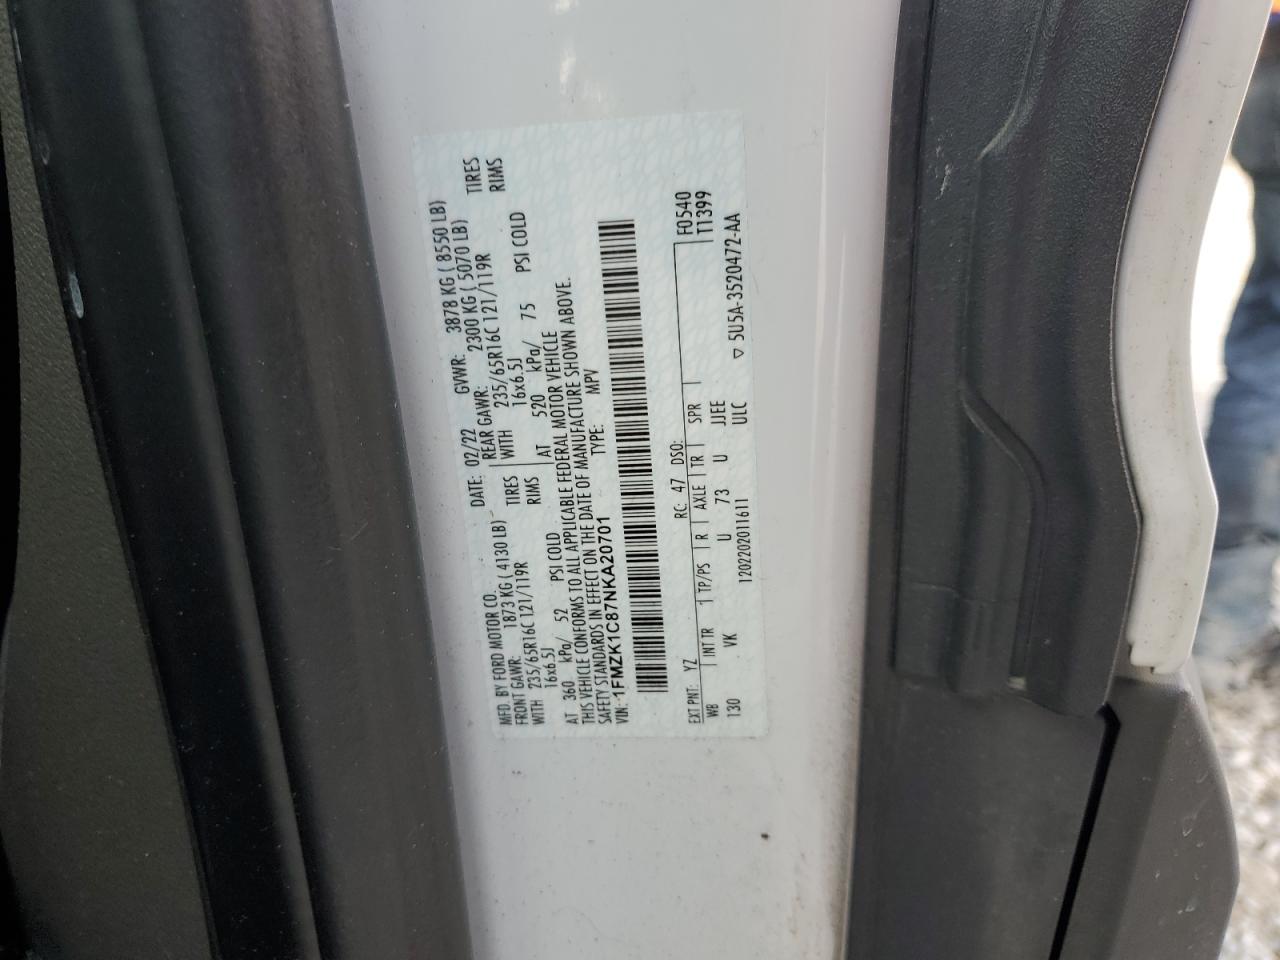 MFD. BY FORD MOTOR CO. DATE: 02/22 GVWR: 3878 KG ( 8550 LB)
FRONT GAWR: 1873 KG ( 4130 LB) REAR GAWR: 2300 KG ( 5070 LB)
WITH 235/65R16C 121/119R TIRES WITH 235/65R16C 121/119R TIRES
16x6.5J RIMS 16x6.5J RIMS
AT 360 kPa/ 52 PSI COLD AT 520 kPa/ 75 PSI COLD
THIS VEHICLE CONFORMS TO ALL APPLICABLE FEDERAL MOTOR VEHICLE
SAFETY STANDARDS IN EFFECT ON THE DATE OF MANUFACTURE SHOWN ABOVE.
VIN: 1FMZK1C87NKA20701 TYPE: MPV
EXT PNT: YZ RC: 47 DSO: F0540
WB INT TR TP/PS R AXLE TR SPR T1399
130 VK U 73 U JJEE
1202202011611 ULC ▽ 5U5A-3520472-AA